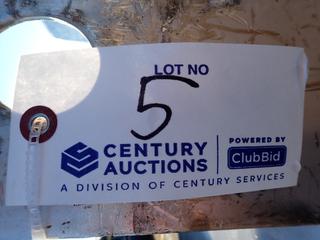 LOT NO
5
CENTURY AUCTIONS
POWERED BY
ClubBid
A DIVISION OF CENTURY SERVICES